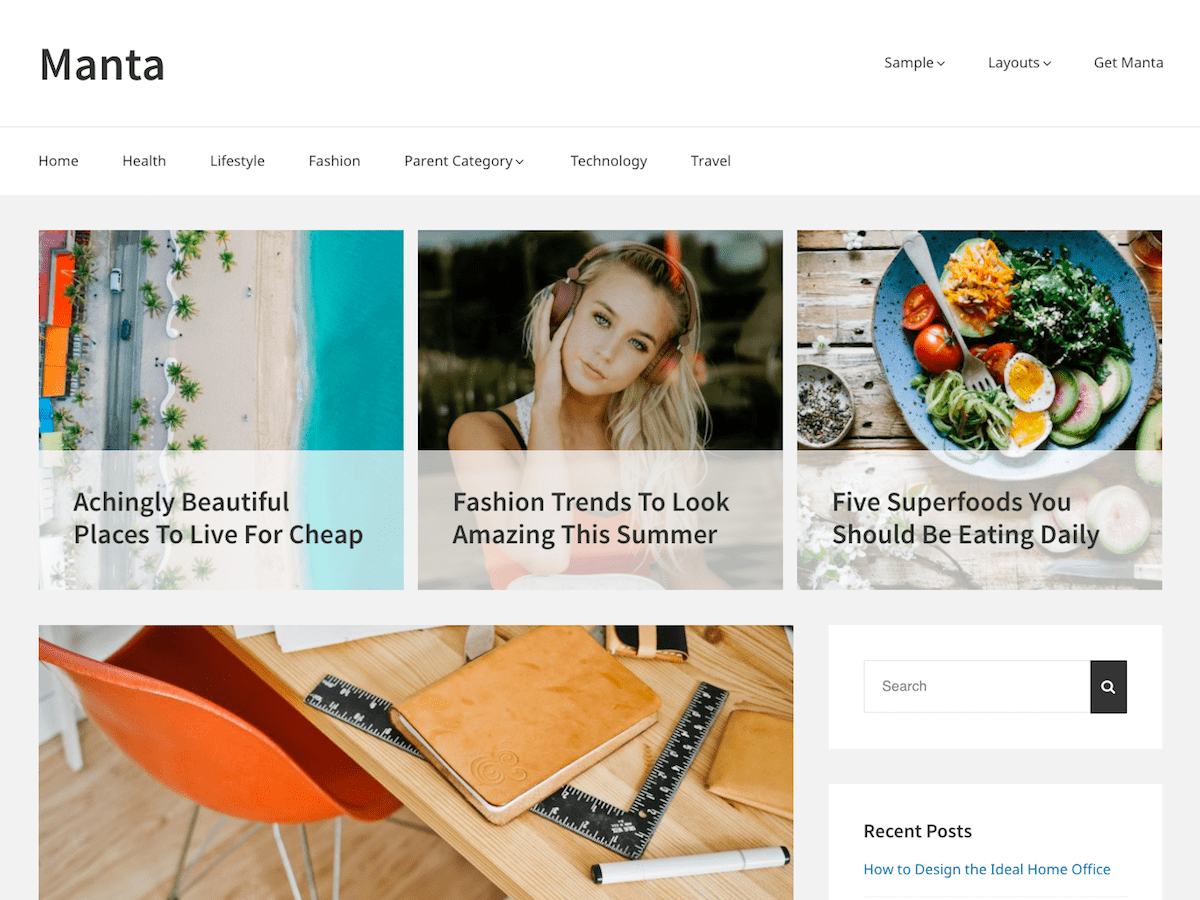 Manta
Sample
Layouts
Get Manta
Home
Health
Lifestyle
Fashion
Parent Category
Technology
Travel
Achingly Beautiful
Places To Live For Cheap
Fashion Trends To Look
Amazing This Summer
Five Superfoods You
Should Be Eating Daily
Search
Recent Posts
How to Design the Ideal Home Office